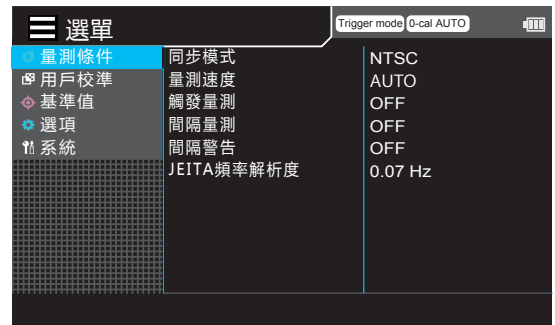 選單
Trigger mode 0-cal AUTO
量測條件
用戶校準
基準值
選項
系統
同步模式 NTSC
量測速度 AUTO
觸發量測 OFF
間隔量測 OFF
間隔警告 OFF
JEITA頻率解析度 0.07 Hz